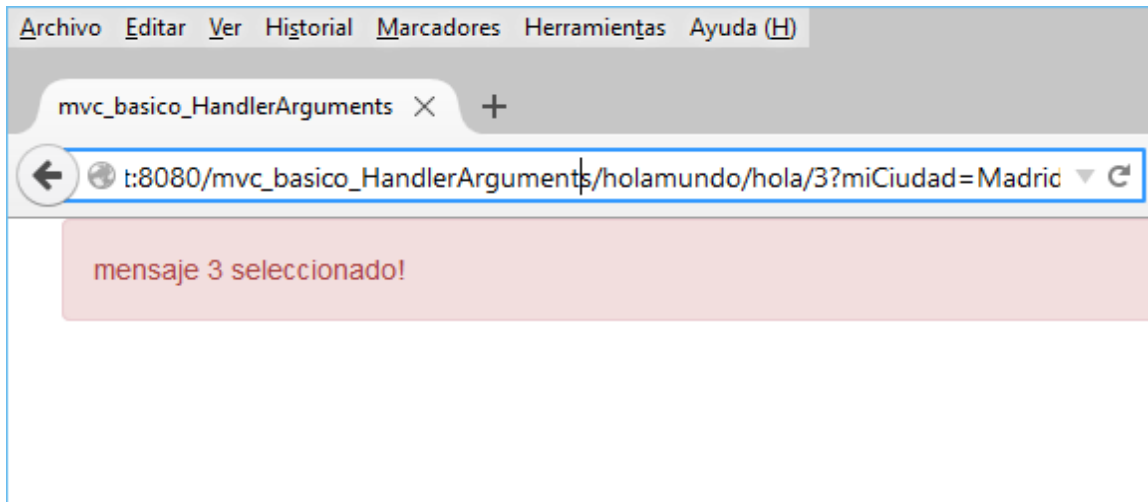 Archivo Editar Ver Historial Marcadores Herramientas Ayuda (H)
mvc_basico_HandlerArguments
t:8080/mvc_basico_HandlerArguments/holamundo/hola/3?miCiudad=Madrid
mensaje 3 seleccionado!